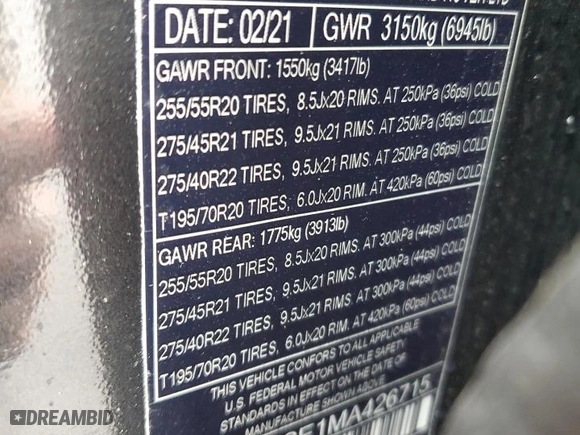 DATE: 02/21 GWR 3150kg (6945lb)
GAWR FRONT: 1550kg (3417lb)
255/55R20 TIRES, 8.5Jx20 RIMS. AT 250kPa (36psi) COLD
275/45R21 TIRES, 9.5Jx21 RIMS. AT 250kPa (36psi) COLD
275/40R22 TIRES, 9.5Jx21 RIMS. AT 250kPa (36psi) COLD
T195/70R20 TIRES, 6.0Jx20 RIM. AT 420kPa (60psi) COLD
GAWR REAR: 1775kg (3913lb)
255/55R20 TIRES, 8.5Jx20 RIMS. AT 300kPa (44psi) COLD
275/45R21 TIRES, 9.5Jx21 RIMS. AT 300kPa (44psi) COLD
275/40R22 TIRES, 9.5Jx21 RIMS. AT 300kPa (44psi) COLD
T195/70R20 TIRES, 6.0Jx20 RIM. AT 420kPa (60psi) COLD
THIS VEHICLE CONFORS TO ALL APPLICABLE
U.S. FEDERAL MOTOR VEHICLE SAFETY
STANDARDS IN EFFECT ON THE DATE OF
MANUFACTURE SHOWN ABOVE.
E1MA426715
DREAMBID